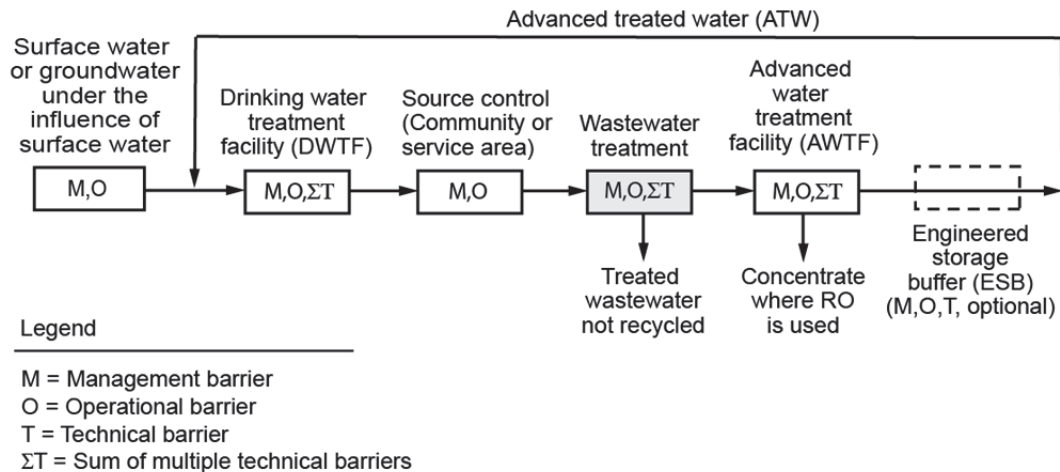 Advanced treated water (ATW)
Surface water
or groundwater
under the
influence of
surface water
M,O
Drinking water
treatment
facility (DWTF)
M,O,ΣT
Source control
(Community or
service area)
M,O
Wastewater
treatment
M,O,ΣT
Treated
wastewater
not recycled
Advanced
water
treatment
facility (AWTF)
M,O,ΣT
Concentrate
where RO
is used
Engineered
storage
buffer (ESB)
(M,O,T, optional)
Legend
M = Management barrier
O = Operational barrier
T = Technical barrier
ΣT = Sum of multiple technical barriers